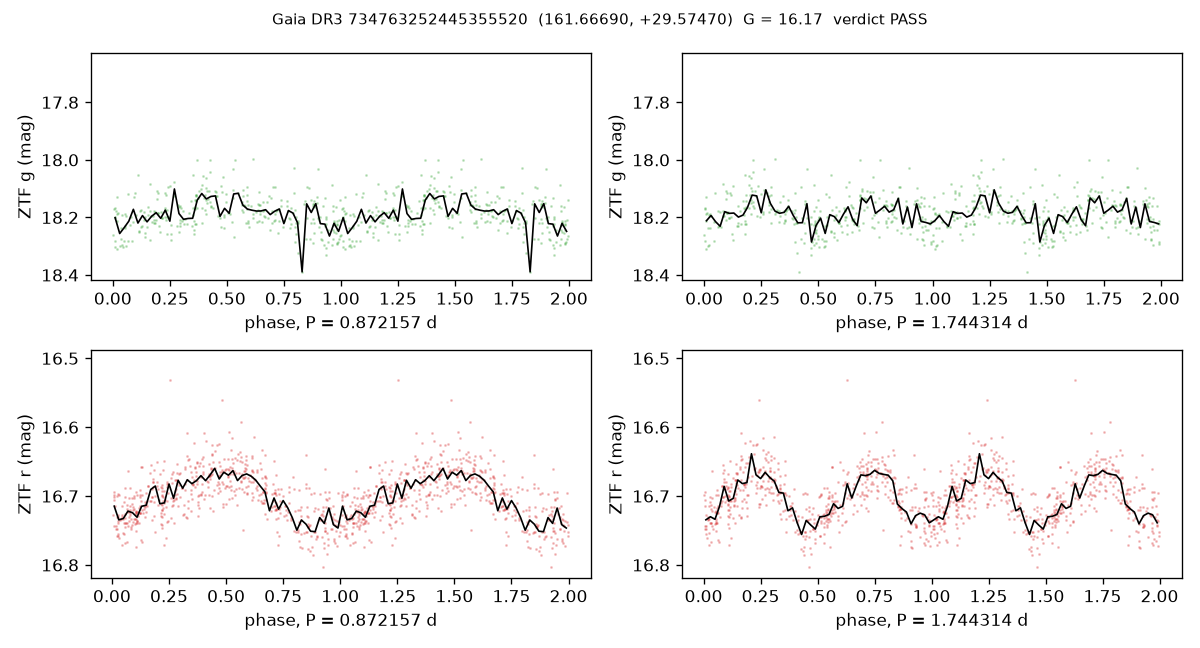 Gaia DR3 734763252445355520  (161.66690, +29.57470)  G = 16.17  verdict PASS
ZTF g (mag)
17.8
18.0
18.2
18.4
0.00 0.25 0.50 0.75 1.00 1.25 1.50 1.75 2.00
phase, P = 0.872157 d
ZTF g (mag)
17.8
18.0
18.2
18.4
0.00 0.25 0.50 0.75 1.00 1.25 1.50 1.75 2.00
phase, P = 1.744314 d
ZTF r (mag)
16.5
16.6
16.7
16.8
0.00 0.25 0.50 0.75 1.00 1.25 1.50 1.75 2.00
phase, P = 0.872157 d
ZTF r (mag)
16.5
16.6
16.7
16.8
0.00 0.25 0.50 0.75 1.00 1.25 1.50 1.75 2.00
phase, P = 1.744314 d